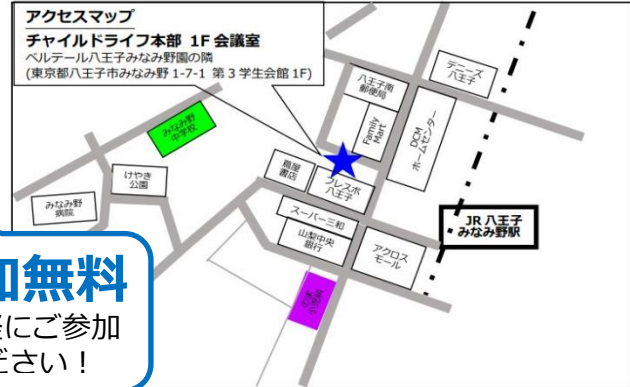 アクセスマップ
チャイルドライフ本部 1F 会議室
ベルテール八王子みなみ野園の隣
(東京都八王子市みなみ野 1-7-1 第3学生会館 1F)
デニーズ
八王子
八王子南
郵便局
Family
Mart
DCM
ホームセンター
みなみ野
中学校
けやき
公園
みなみ野
病院
蔦屋
書店
フレスポ
八王子
スーパー三和
山梨中央
銀行
アクロス
モール
JR 八王子
みなみ野駅
小児科
加無料
にご参加
ださい！